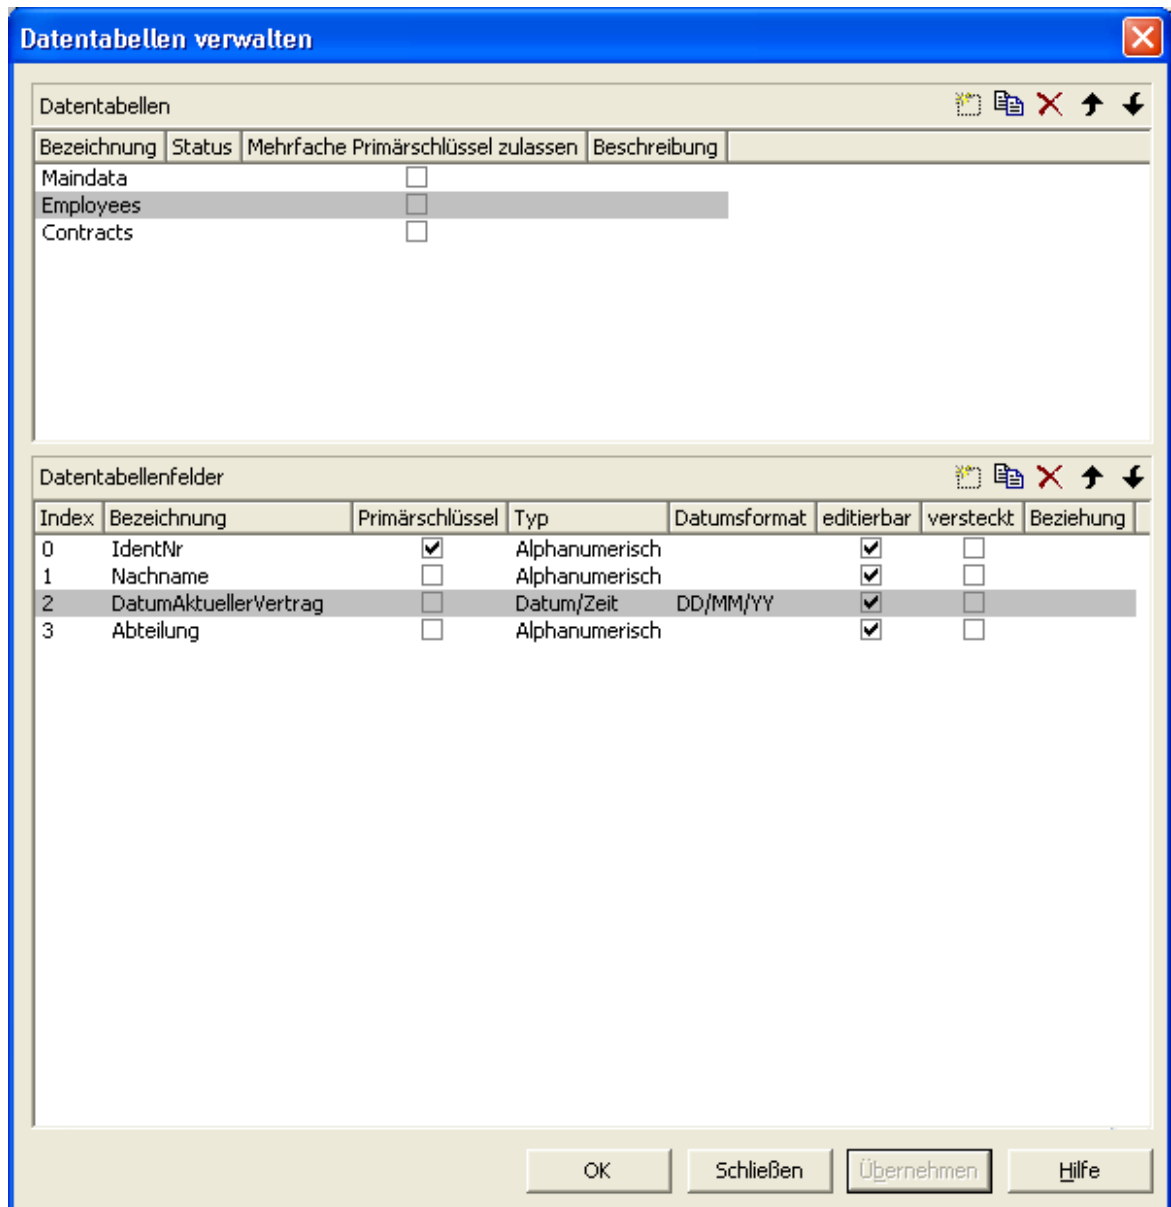 Datentabellen verwalten
Datentabellen
Bezeichnung Status Mehrfache Primärschlüssel zulassen Beschreibung
Maindata
Employees
Contracts
Datentabellenfelder
Index Bezeichnung Primärschlüssel Typ Datumsformat editierbar versteckt Beziehung
0 IdentNr Alphanumerisch
1 Nachname Alphanumerisch
2 DatumAktuellerVertrag Datum/Zeit DD/MM/YY
3 Abteilung Alphanumerisch
OK Schließen Übernehmen Hilfe